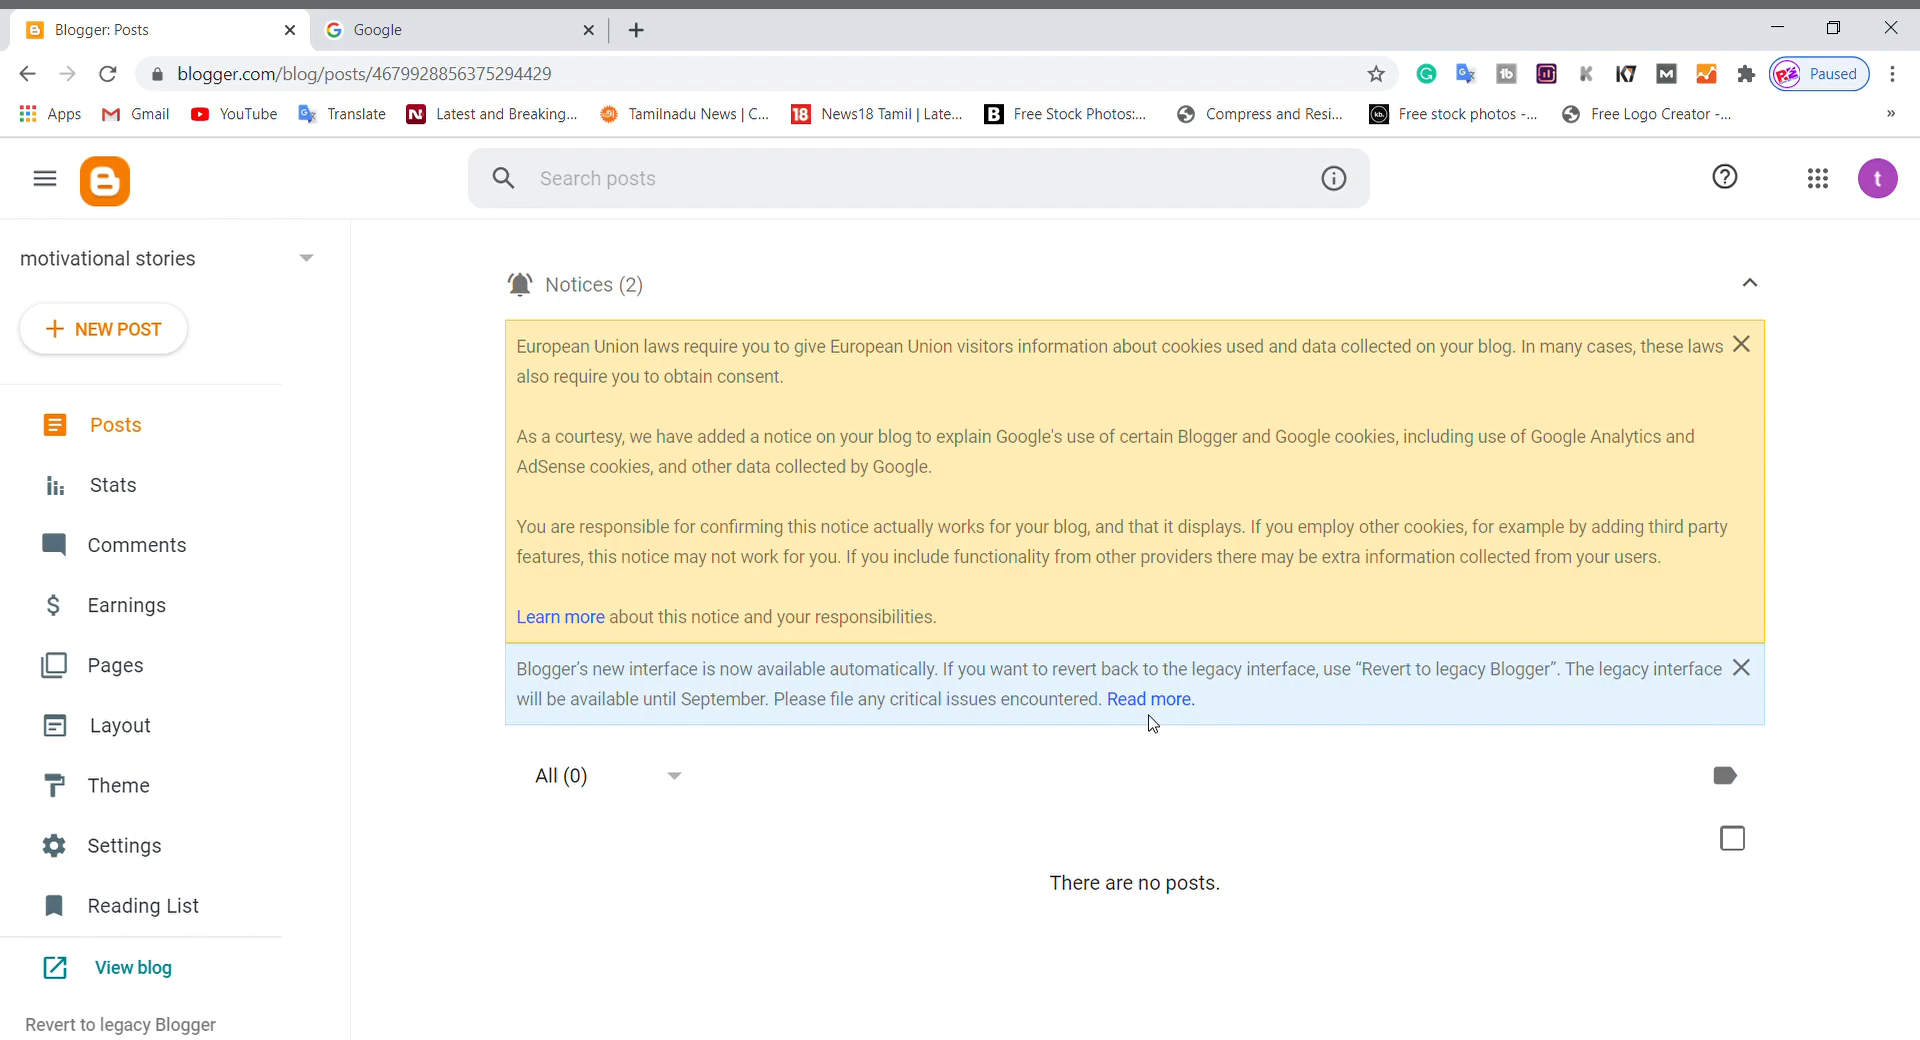 Blogger: Posts
Google
blogger.com/blog/posts/4679928856375294429
Paused
Apps
Gmail
YouTube
Translate
Latest and Breaking...
Tamilnadu News | C...
News18 Tamil | Late...
Free Stock Photos:...
Compress and Resi...
Free stock photos -...
Free Logo Creator -...
»
Search posts
t
motivational stories
NEW POST
Posts
Stats
Comments
Earnings
Pages
Layout
Theme
Settings
Reading List
View blog
Revert to legacy Blogger
Notices (2)
European Union laws require you to give European Union visitors information about cookies used and data collected on your blog. In many cases, these laws
also require you to obtain consent.
As a courtesy, we have added a notice on your blog to explain Google's use of certain Blogger and Google cookies, including use of Google Analytics and
AdSense cookies, and other data collected by Google.
You are responsible for confirming this notice actually works for your blog, and that it displays. If you employ other cookies, for example by adding third party
features, this notice may not work for you. If you include functionality from other providers there may be extra information collected from your users.
Learn more about this notice and your responsibilities.
Blogger’s new interface is now available automatically. If you want to revert back to the legacy interface, use “Revert to legacy Blogger”. The legacy interface
will be available until September. Please file any critical issues encountered. Read more.
All (0)
There are no posts.